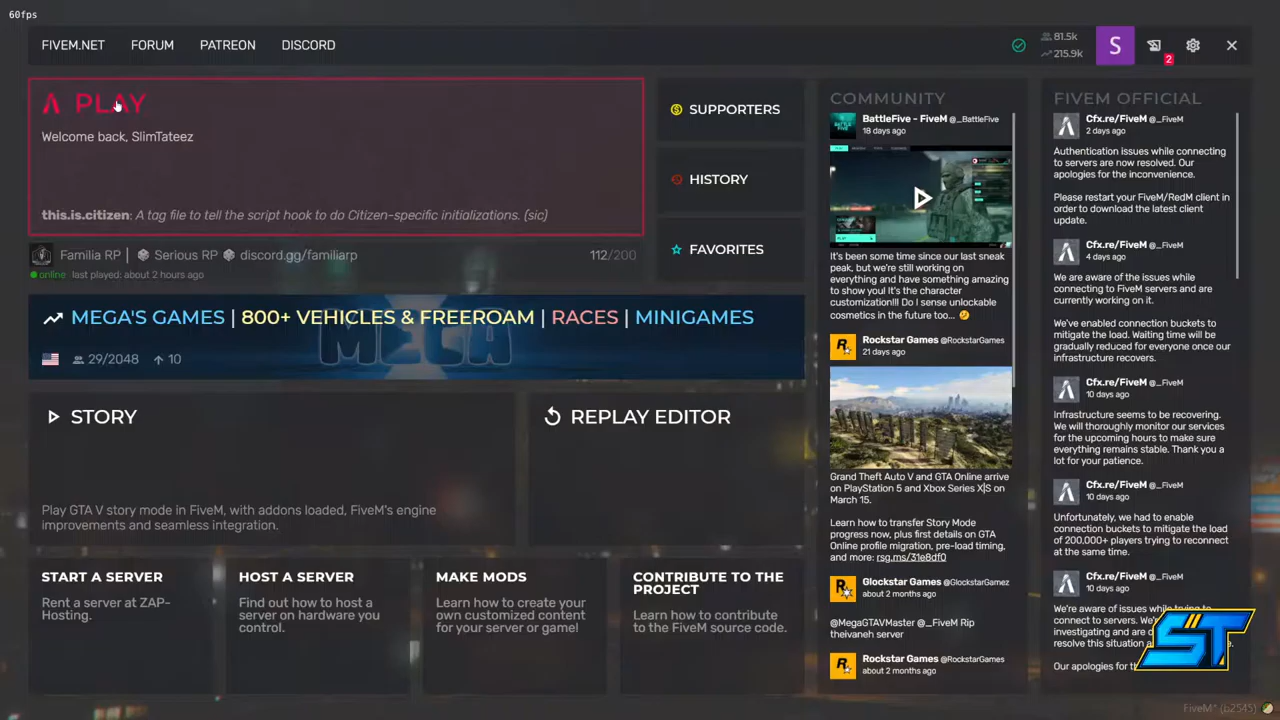 60fps
FIVEM.NET
FORUM
PATREON
DISCORD
81.5k
215.9k
S
2
PLAY
Welcome back, SlimTateez
this.is.citizen: A tag file to tell the script hook to do Citizen-specific initializations. (sic)
Familia RP | Serious RP discord.gg/familiarp
112/200
online last played: about 2 hours ago
SUPPORTERS
HISTORY
FAVORITES
MEGA'S GAMES | 800+ VEHICLES & FREEROAM | RACES | MINIGAMES
MEGA
29/2048
10
STORY
Play GTA V story mode in FiveM, with addons loaded, FiveM's engine
improvements and seamless integration.
REPLAY EDITOR
START A SERVER
Rent a server at ZAP-
Hosting.
HOST A SERVER
Find out how to host a
server on hardware you
control.
MAKE MODS
Learn how to create your
own customized content
for your server or game!
CONTRIBUTE TO THE
PROJECT
Learn how to contribute
to the FiveM source code.
COMMUNITY
BattleFive - FiveM @_BattleFive
18 days ago
It's been some time since our last sneak
peak, but we're still working on
everything and have something amazing
to show you! It's the character
customization!!! Do I sense unlockable
cosmetics in the future too... 🤔
Rockstar Games @RockstarGames
21 days ago
Grand Theft Auto V and GTA Online arrive
on PlayStation 5 and Xbox Series X|S on
March 15.
Learn how to transfer Story Mode
progress now, plus first details on GTA
Online profile migration, pre-load timing,
and more: rsg.ms/31e8df0
Glockstar Games @GlockstarGamez
about 2 months ago
@MegaGTAVMaster @_FiveM Rip
theivaneh server
Rockstar Games @RockstarGames
about 2 months ago
FIVEM OFFICIAL
Cfx.re/FiveM @_FiveM
2 days ago
Authentication issues while connecting
to servers are now resolved. Our
apologies for the inconvenience.
Please restart your FiveM/RedM client in
order to download the latest client
update.
Cfx.re/FiveM @_FiveM
4 days ago
We are aware of the issues while
connecting to FiveM servers and are
currently working on it.
We've enabled connection buckets to
mitigate the load. Waiting time will be
gradually reduced for everyone once our
infrastructure recovers.
Cfx.re/FiveM @_FiveM
10 days ago
Infrastructure seems to be recovering.
We will thoroughly monitor our services
for the upcoming hours to make sure
everything remains stable. Thank you a
lot for your patience.
Cfx.re/FiveM @_FiveM
10 days ago
Unfortunately, we had to enable
connection buckets to mitigate the load
of 200.000+ players trying to reconnect
at the same time.
Cfx.re/FiveM @_FiveM
10 days ago
We're aware of issues while trying to
connect to servers. We'
investigating and are d
resolve this situation a
Our apologies for th
ST
FiveM* (b2545)